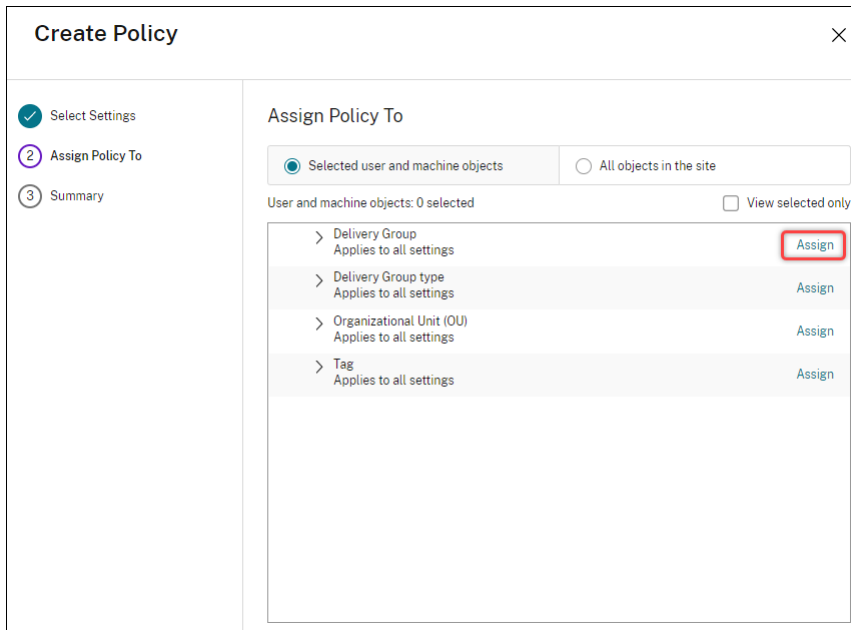 Create Policy
Select Settings
2 Assign Policy To
3 Summary
Assign Policy To
Selected user and machine objects
All objects in the site
User and machine objects: 0 selected
View selected only
Delivery Group
Applies to all settings
Assign
Delivery Group type
Applies to all settings
Assign
Organizational Unit (OU)
Applies to all settings
Assign
Tag
Applies to all settings
Assign